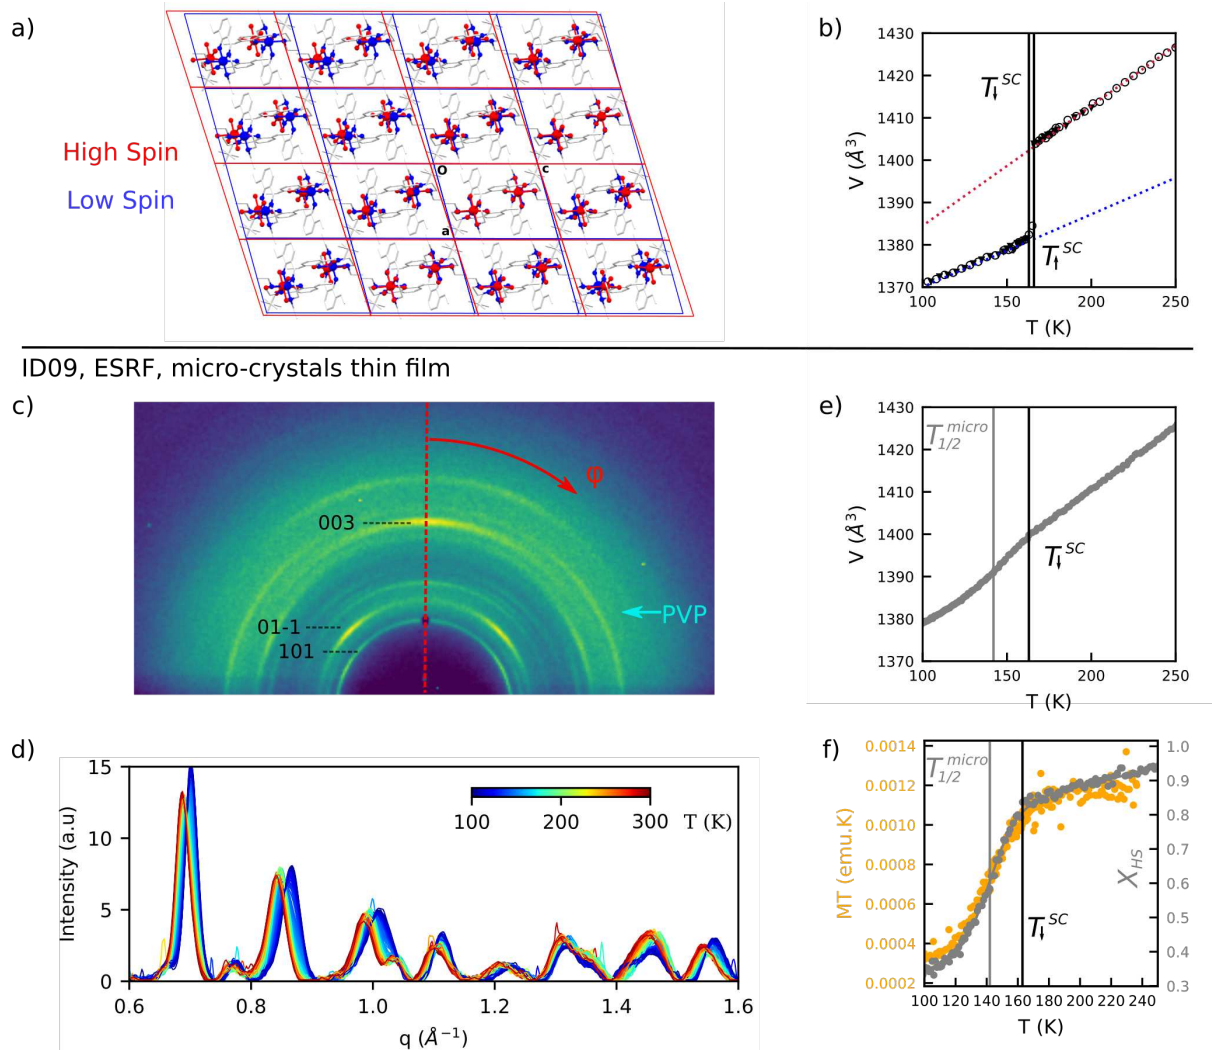 a)
High Spin
Low Spin
O
c
a
b)
1430
1420
1410
1400
1390
1380
1370
V (Å³)
T↓ˢᶜ
T↑ˢᶜ
100
150
200
250
T (K)
ID09, ESRF, micro-crystals thin film
c)
φ
003
PVP
01-1
101
e)
1430
1420
1410
1400
1390
1380
1370
V (Å³)
T₁/₂ᵐⁱᶜʳᵒ
T↓ˢᶜ
100
150
200
250
T (K)
d)
15
10
5
0
Intensity (a.u)
100
200
300
T (K)
0.6
0.8
1.0
1.2
1.4
1.6
q (Å⁻¹)
f)
0.0014
0.0012
0.0010
0.0008
0.0006
0.0004
0.0002
MT (emu.K)
T₁/₂ᵐⁱᶜʳᵒ
T↓ˢᶜ
1.0
0.9
0.8
0.7
0.6
0.5
0.4
0.3
X_HS
100 120 140 160 180 200 220 240
T (K)